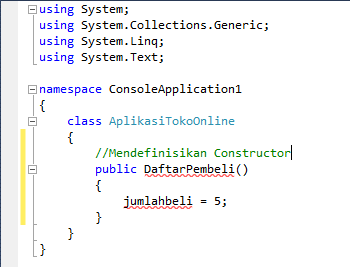 using System;
using System.Collections.Generic;
using System.Linq;
using System.Text;
namespace ConsoleApplication1
{
class AplikasiTokoOnline
{
//Mendefinisikan Constructor
public DaftarPembeli()
{
jumlahbeli = 5;
}
}
}